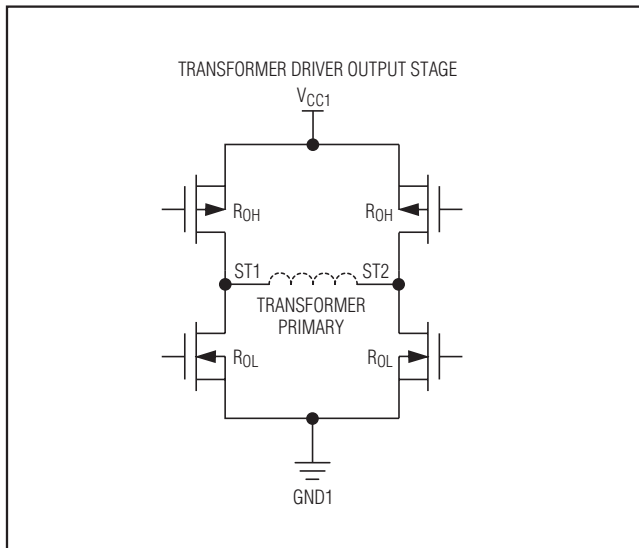 TRANSFORMER DRIVER OUTPUT STAGE
VCC1
ROH
ROH
ST1
ST2
TRANSFORMER
PRIMARY
ROL
ROL
GND1